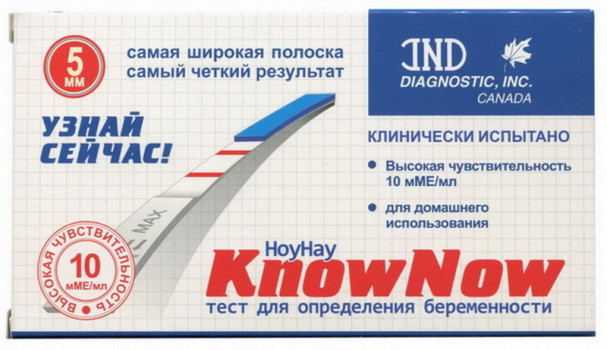 5
мм
самая широкая полоска
самый четкий результат
IND
DIAGNOSTIC, INC.
CANADA
УЗНАЙ
СЕЙЧАС!
КЛИНИЧЕСКИ ИСПЫТАНО
• Высокая чувствительность
10 мМЕ/мл
• для домашнего
использования
MAX
ВЫСОКАЯ ЧУВСТВИТЕЛЬНОСТЬ •
10
мМЕ/мл
НоуНау
KnowNow
тест для определения беременности